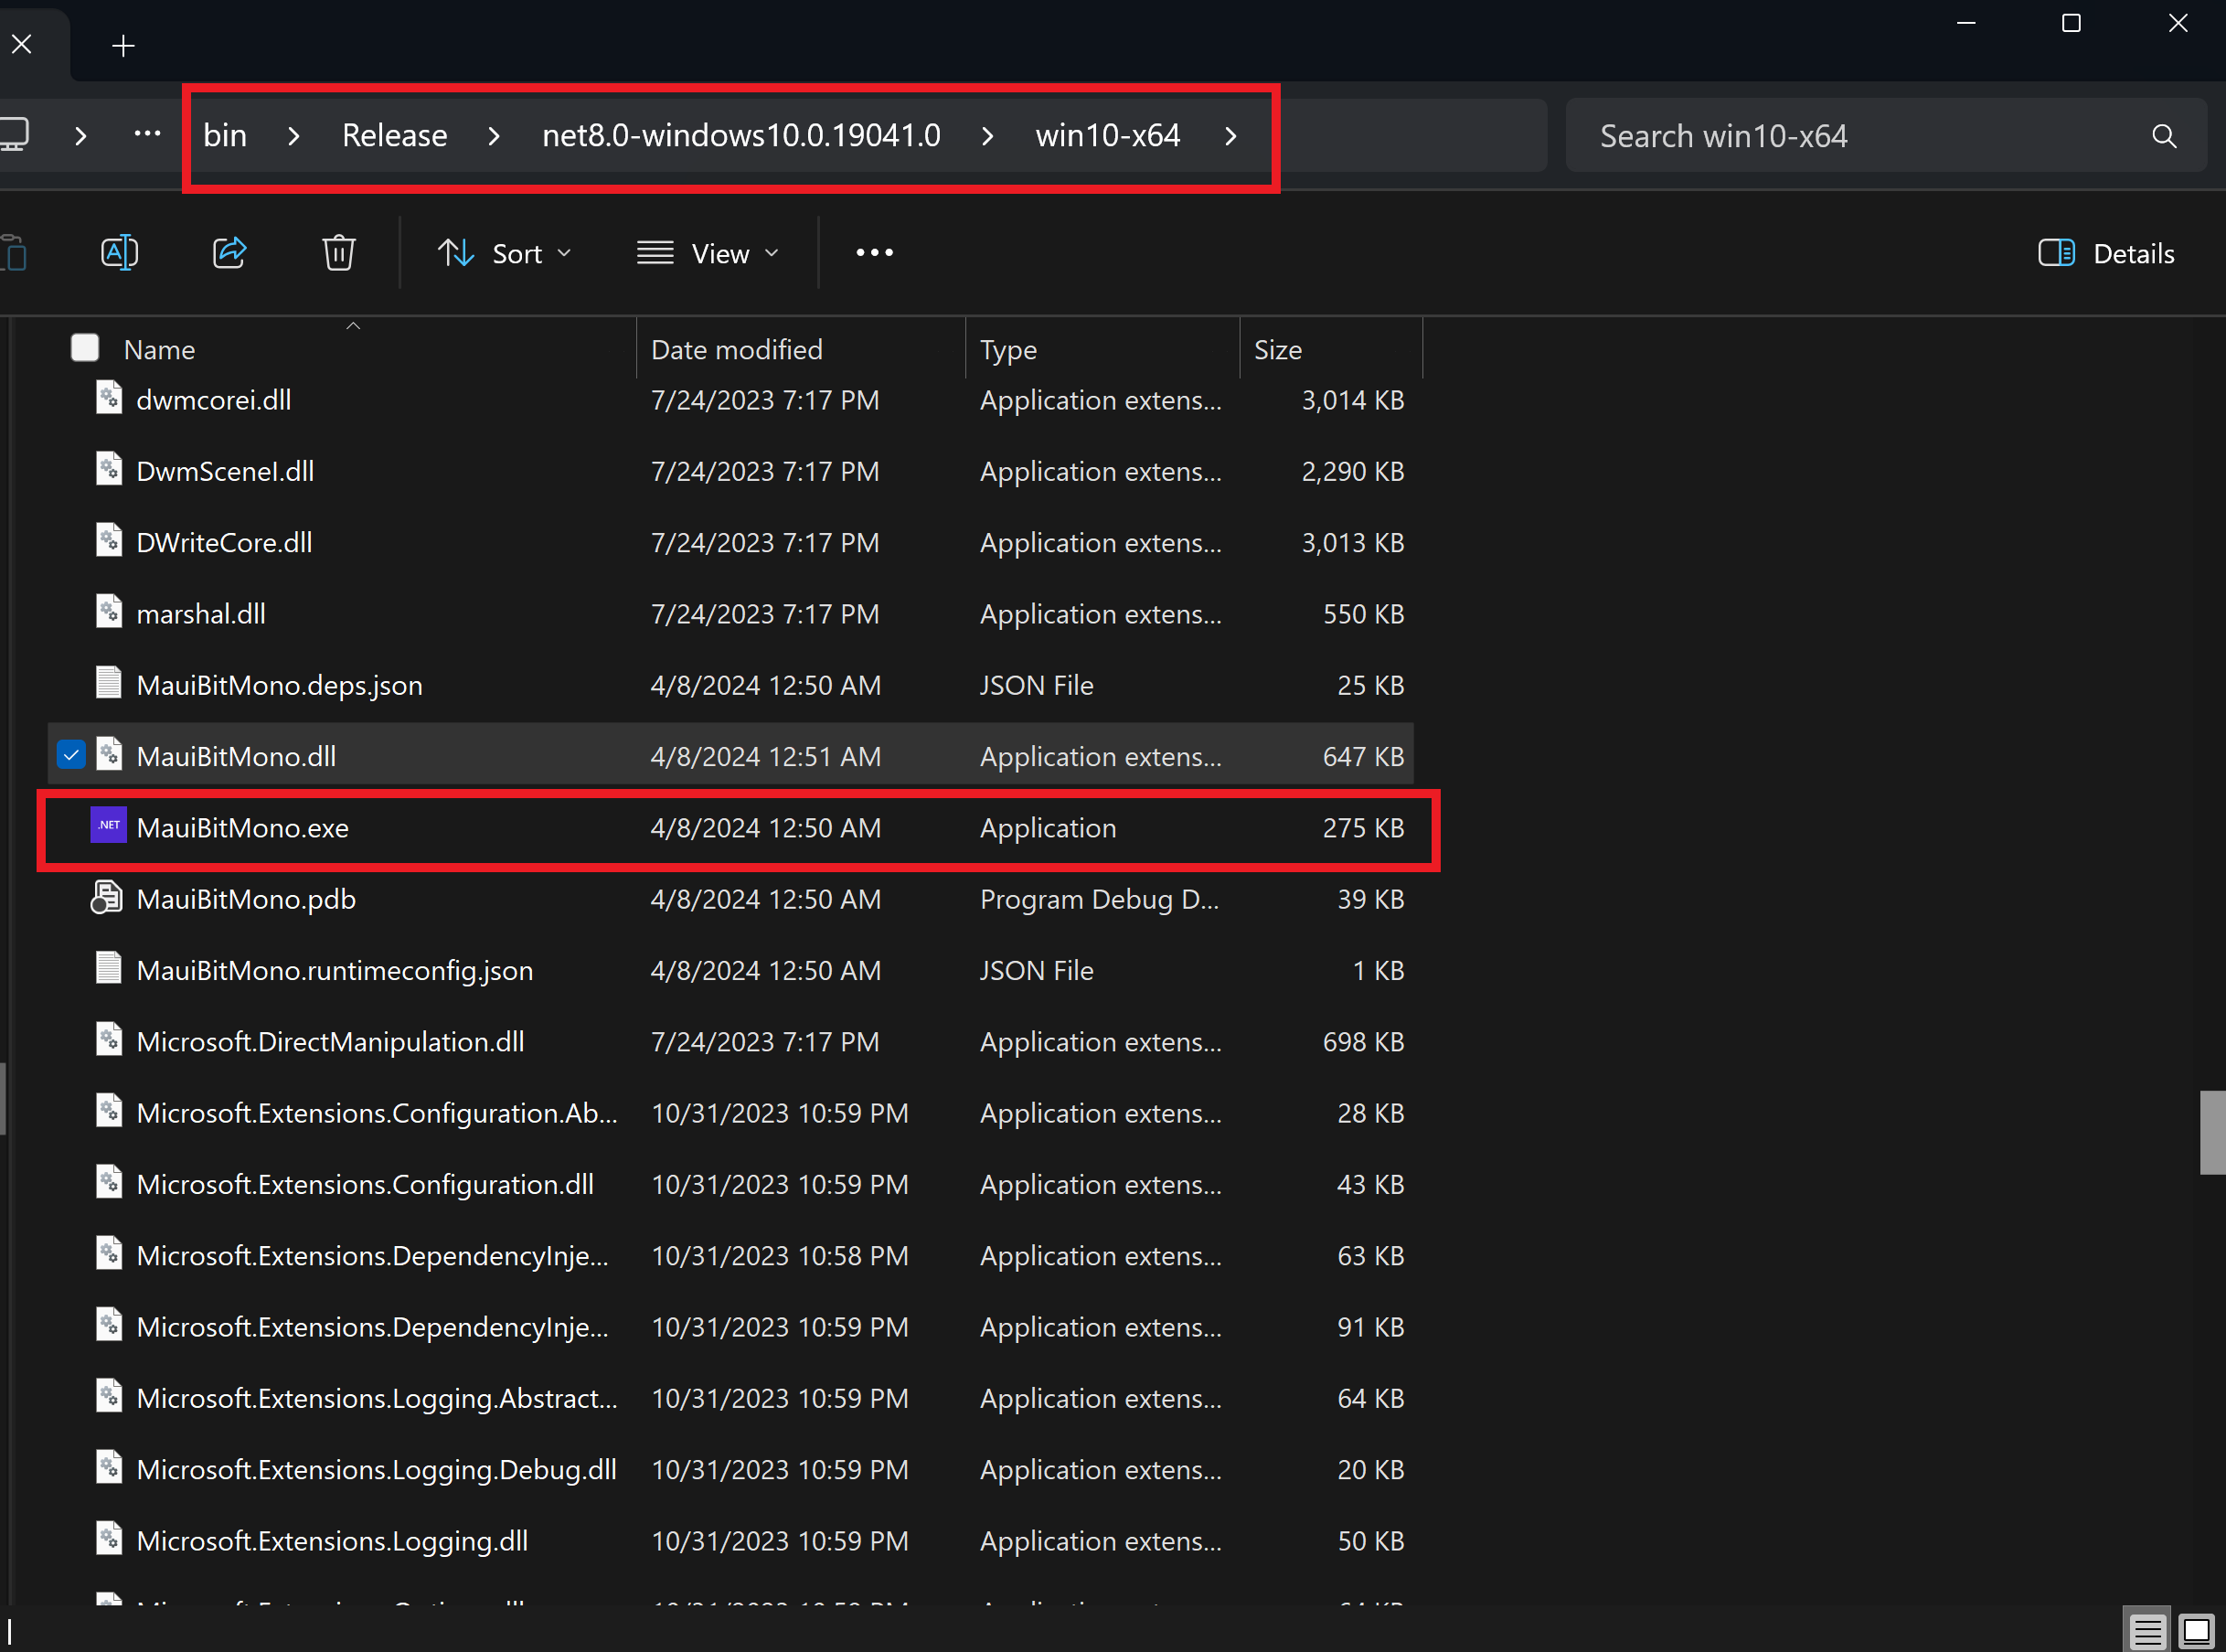 bin > Release > net8.0-windows10.0.19041.0 > win10-x64 >
Search win10-x64
Sort View Details
Name Date modified Type Size
dwmcorei.dll 7/24/2023 7:17 PM Application extens... 3,014 KB
DwmSceneI.dll 7/24/2023 7:17 PM Application extens... 2,290 KB
DWriteCore.dll 7/24/2023 7:17 PM Application extens... 3,013 KB
marshal.dll 7/24/2023 7:17 PM Application extens... 550 KB
MauiBitMono.deps.json 4/8/2024 12:50 AM JSON File 25 KB
MauiBitMono.dll 4/8/2024 12:51 AM Application extens... 647 KB
.NET MauiBitMono.exe 4/8/2024 12:50 AM Application 275 KB
MauiBitMono.pdb 4/8/2024 12:50 AM Program Debug D... 39 KB
MauiBitMono.runtimeconfig.json 4/8/2024 12:50 AM JSON File 1 KB
Microsoft.DirectManipulation.dll 7/24/2023 7:17 PM Application extens... 698 KB
Microsoft.Extensions.Configuration.Ab... 10/31/2023 10:59 PM Application extens... 28 KB
Microsoft.Extensions.Configuration.dll 10/31/2023 10:59 PM Application extens... 43 KB
Microsoft.Extensions.DependencyInje... 10/31/2023 10:58 PM Application extens... 63 KB
Microsoft.Extensions.DependencyInje... 10/31/2023 10:59 PM Application extens... 91 KB
Microsoft.Extensions.Logging.Abstract... 10/31/2023 10:59 PM Application extens... 64 KB
Microsoft.Extensions.Logging.Debug.dll 10/31/2023 10:59 PM Application extens... 20 KB
Microsoft.Extensions.Logging.dll 10/31/2023 10:59 PM Application extens... 50 KB